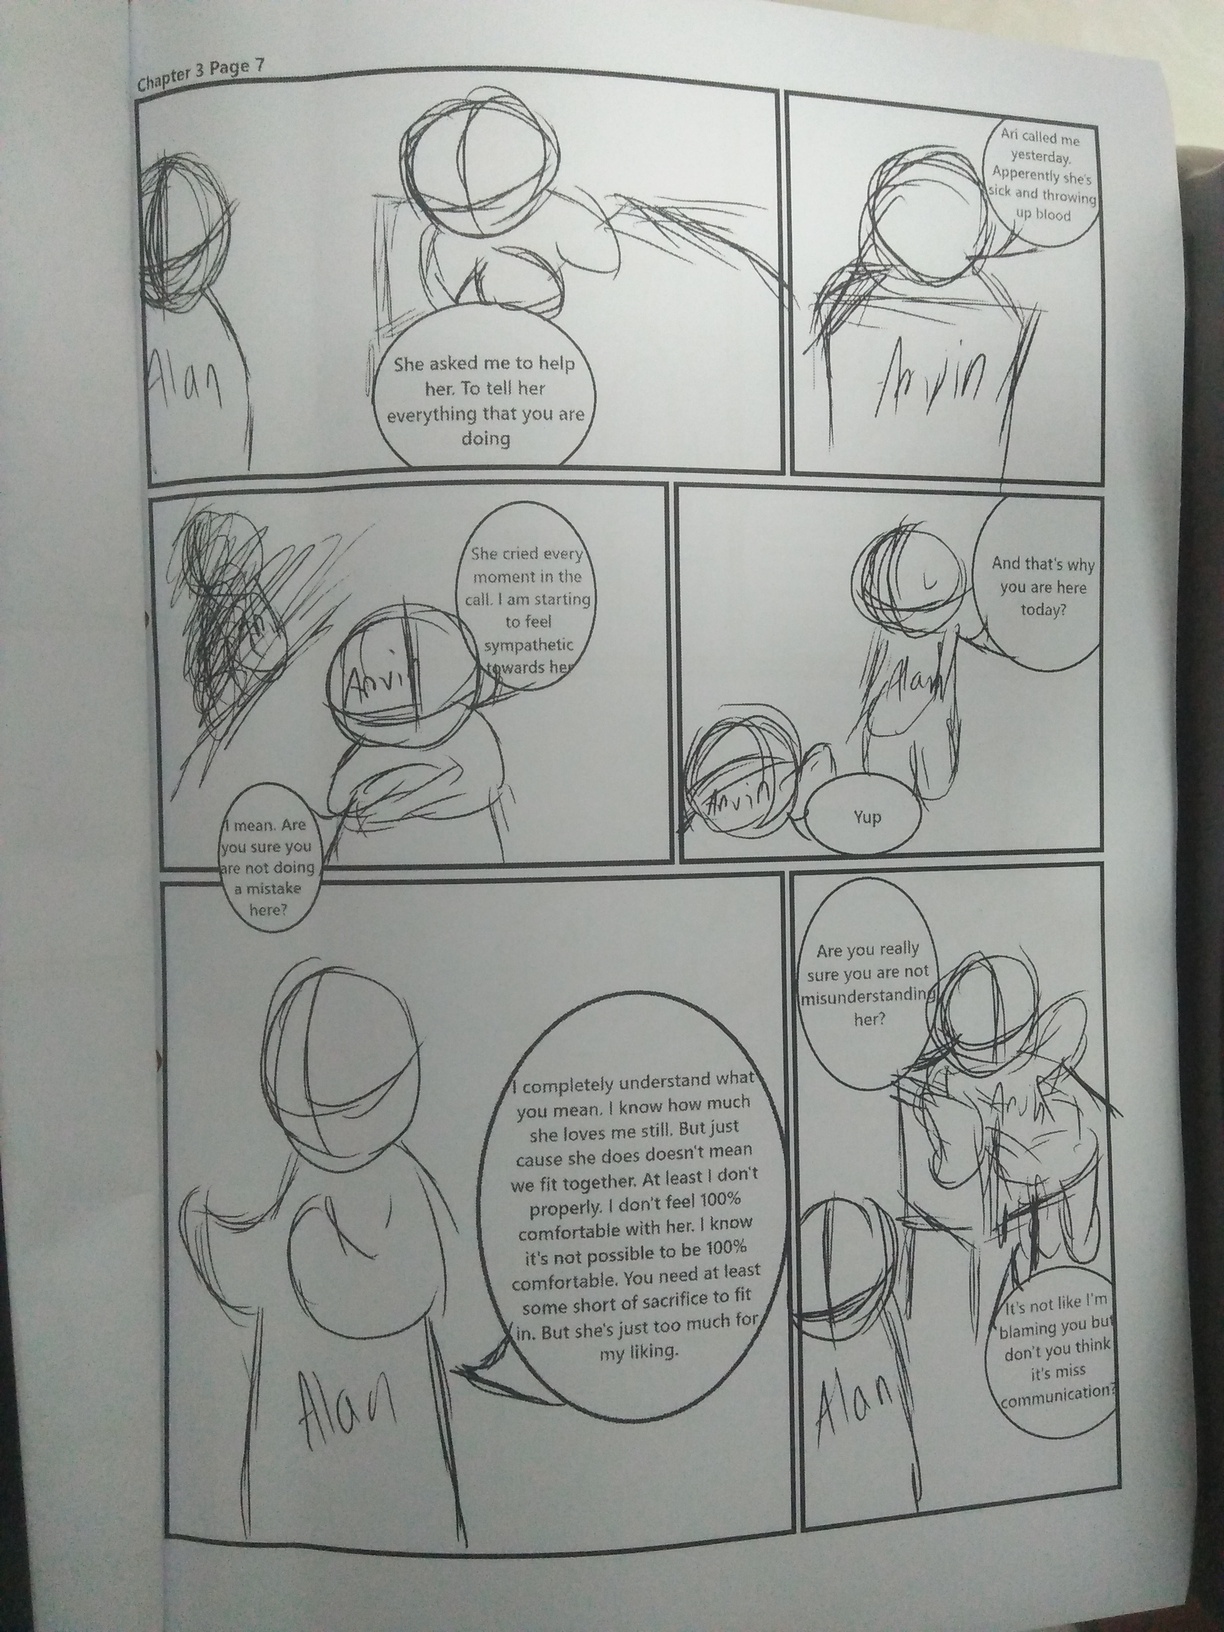 Chapter 3 Page 7
Ari called me
yesterday.
Apperently she's
sick and throwing
up blood
Arvin
She asked me to help
her. To tell her
everything that you are
doing
Alan
And that's why
you are here
today?
Alan
Arvin
Yup
She cried every
moment in the
call. I am starting
to feel
sympathetic
towards her
Arvin
I mean. Are
you sure you
are not doing
a mistake
here?
Are you really
sure you are not
misunderstanding
her?
Alan
It's not like I'm
blaming you but
don't you think
it's miss
communication?
I completely understand what
you mean. I know how much
she loves me still. But just
cause she does doesn't mean
we fit together. At least I don't
properly. I don't feel 100%
comfortable with her. I know
it's not possible to be 100%
comfortable. You need at least
some short of sacrifice to fit
in. But she's just too much for
my liking.
Alan